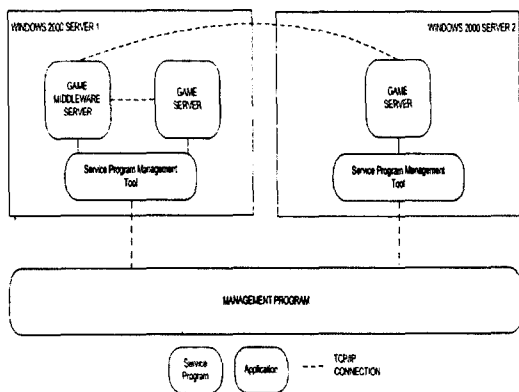 WINDOWS 2000 SERVER 1
WINDOWS 2000 SERVER 2
GAME
MIDDLEWARE
SERVER
GAME
SERVER
GAME
SERVER
Service Program Management
Tool
Service Program Management
Tool
MANAGEMENT PROGRAM
Service
Program
Application
TCP/IP
CONNECTION